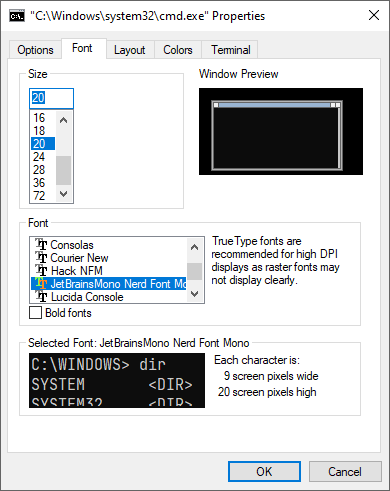 "C:\Windows\system32\cmd.exe" Properties
Options Font Layout Colors Terminal
Size
20
16
18
20
24
28
36
72
Window Preview
Font
Consolas
Courier New
Hack NFM
JetBrainsMono Nerd Font Mo
Lucida Console
Bold fonts
TrueType fonts are
recommended for high DPI
displays as raster fonts may
not display clearly.
Selected Font: JetBrainsMono Nerd Font Mono
C:\WINDOWS> dir
SYSTEM <DIR>
SYSTEM32 <DIR>
Each character is:
9 screen pixels wide
20 screen pixels high
OK Cancel